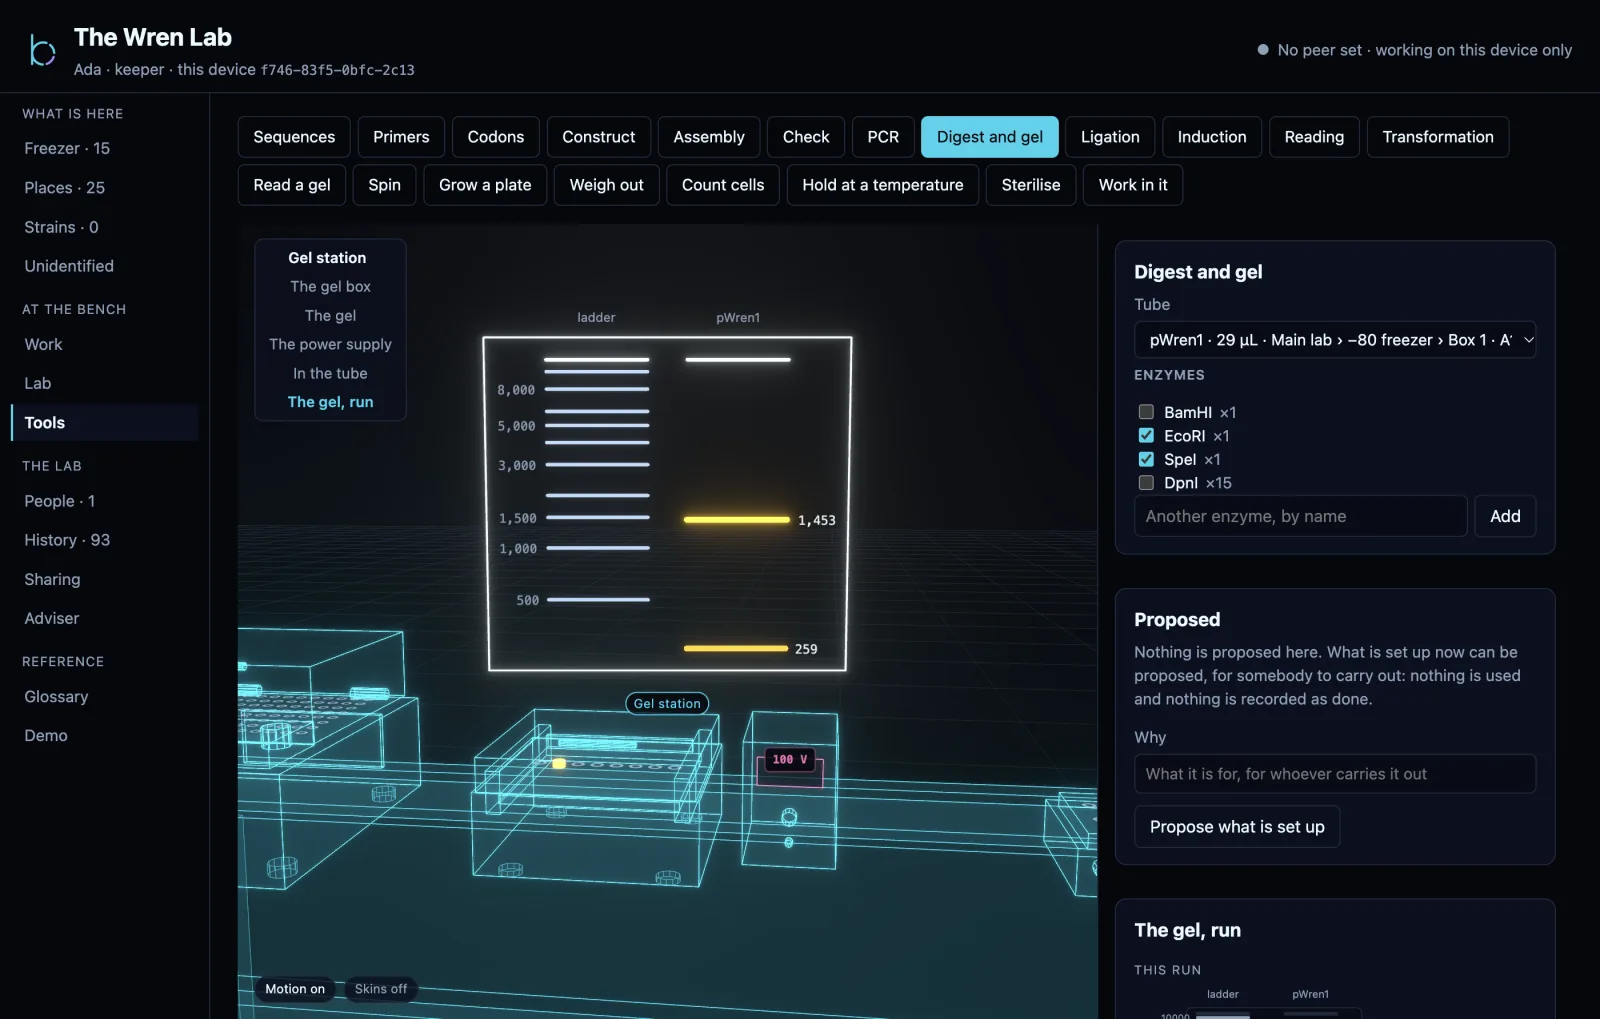 The Wren Lab
Ada · keeper · this device f746-83f5-0bfc-2c13
No peer set · working on this device only
WHAT IS HERE
Freezer · 15
Places · 25
Strains · 0
Unidentified
AT THE BENCH
Work
Lab
Tools
THE LAB
People · 1
History · 93
Sharing
Adviser
REFERENCE
Glossary
Demo
Sequences Primers Codons Construct Assembly Check PCR Digest and gel Ligation Induction Reading Transformation
Read a gel Spin Grow a plate Weigh out Count cells Hold at a temperature Sterilise Work in it
Gel station
The gel box
The gel
The power supply
In the tube
The gel, run
ladder pWren1
8,000
5,000
3,000
1,500
1,453
1,000
500
259
Gel station
100 V
Motion on Skins off
Digest and gel
Tube
pWren1 · 29 µL · Main lab › −80 freezer › Box 1 · A
ENZYMES
BamHI ×1
EcoRI ×1
SpeI ×1
DpnI ×15
Another enzyme, by name Add
Proposed
Nothing is proposed here. What is set up now can be
proposed, for somebody to carry out: nothing is used
and nothing is recorded as done.
Why
What it is for, for whoever carries it out
Propose what is set up
The gel, run
THIS RUN
ladder pWren1
10000